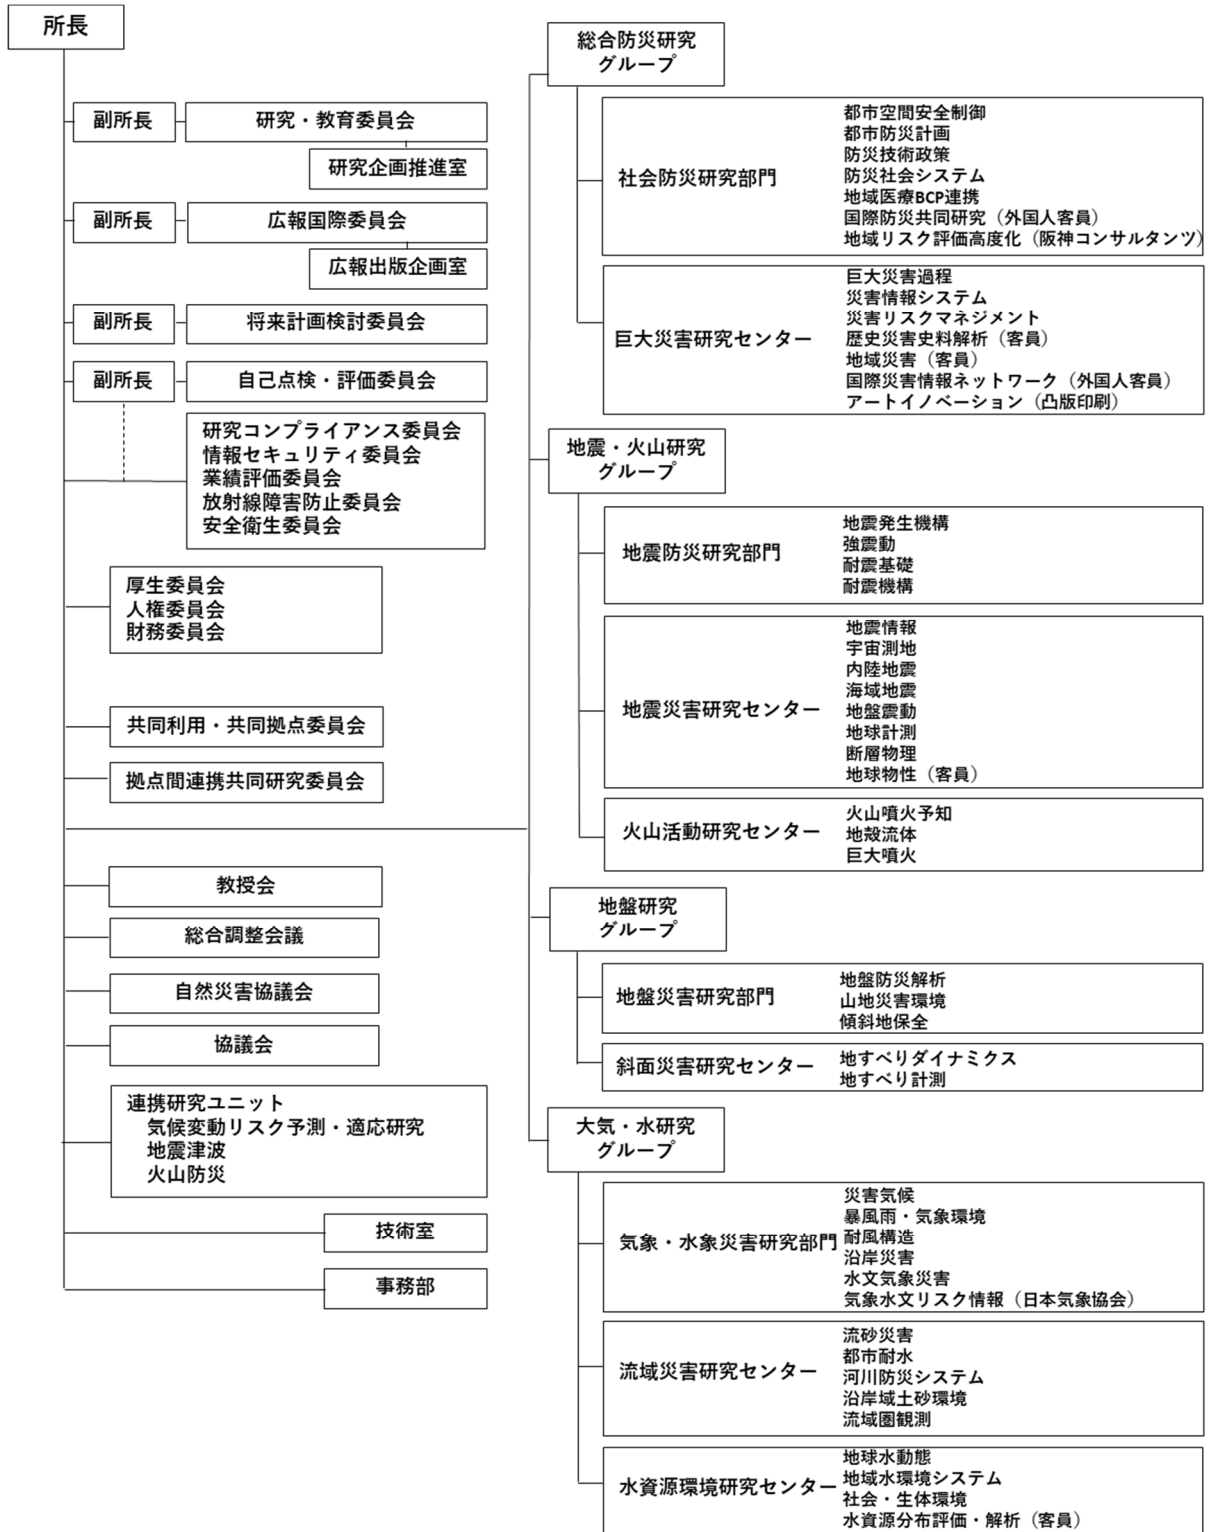 所長
副所長
研究・教育委員会
研究企画推進室
副所長
広報国際委員会
広報出版企画室
副所長
将来計画検討委員会
副所長
自己点検・評価委員会
研究コンプライアンス委員会
情報セキュリティ委員会
業績評価委員会
放射線障害防止委員会
安全衛生委員会
厚生委員会
人権委員会
財務委員会
共同利用・共同拠点委員会
拠点間連携共同研究委員会
教授会
総合調整会議
自然災害協議会
協議会
連携研究ユニット
気候変動リスク予測・適応研究
地震津波
火山防災
技術室
事務部
総合防災研究
グループ
社会防災研究部門
都市空間安全制御
都市防災計画
防災技術政策
防災社会システム
地域医療BCP連携
国際防災共同研究（外国人客員）
地域リスク評価高度化（阪神コンサルタンツ）
巨大災害研究センター
巨大災害過程
災害情報システム
災害リスクマネジメント
歴史災害史料解析（客員）
地域災害（客員）
国際災害情報ネットワーク（外国人客員）
アートイノベーション（凸版印刷）
地震・火山研究
グループ
地震防災研究部門
地震発生機構
強震動
耐震基礎
耐震機構
地震災害研究センター
地震情報
宇宙測地
内陸地震
海域地震
地盤震動
地球計測
断層物理
地球物性（客員）
火山活動研究センター
火山噴火予知
地殻流体
巨大噴火
地盤研究
グループ
地盤災害研究部門
地盤防災解析
山地災害環境
傾斜地保全
斜面災害研究センター
地すべりダイナミクス
地すべり計測
大気・水研究
グループ
気象・水象災害研究部門
災害気候
暴風雨・気象環境
耐風構造
沿岸災害
水文気象災害
気象水文リスク情報（日本気象協会）
流域災害研究センター
流砂災害
都市耐水
河川防災システム
沿岸域土砂環境
流域圏観測
水資源環境研究センター
地球水動態
地域水環境システム
社会・生体環境
水資源分布評価・解析（客員）